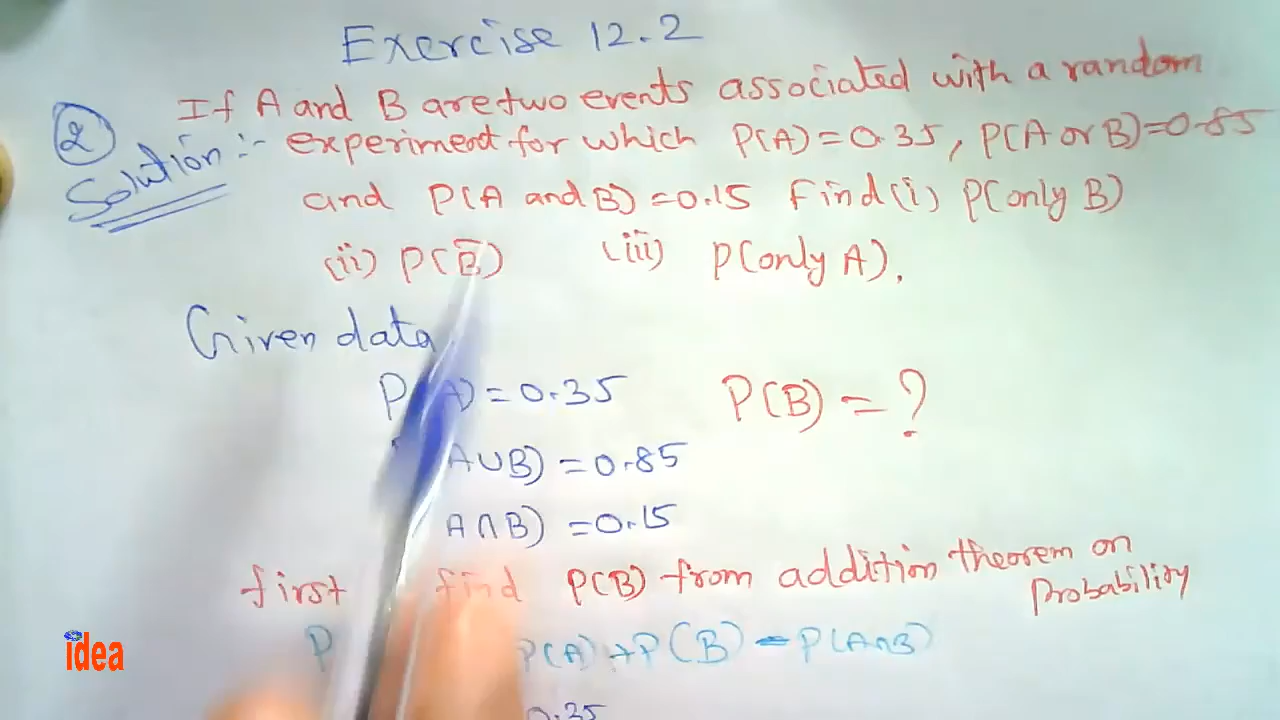 Exercise 12.2
② If A and B are two events associated with a random
Solution :- experiment for which P(A)=0.35, P(A or B)=0.85
and P(A and B)=0.15 Find (i) P(only B)
(ii) P(B̅) (iii) P(only A).
Given data
P(A)=0.35 P(B)=?
A∪B)=0.85
A∩B)=0.15
first find P(B) from addition theorem on
Probability
P P(A)+P(B)-P(A∩B)
0.35
idea